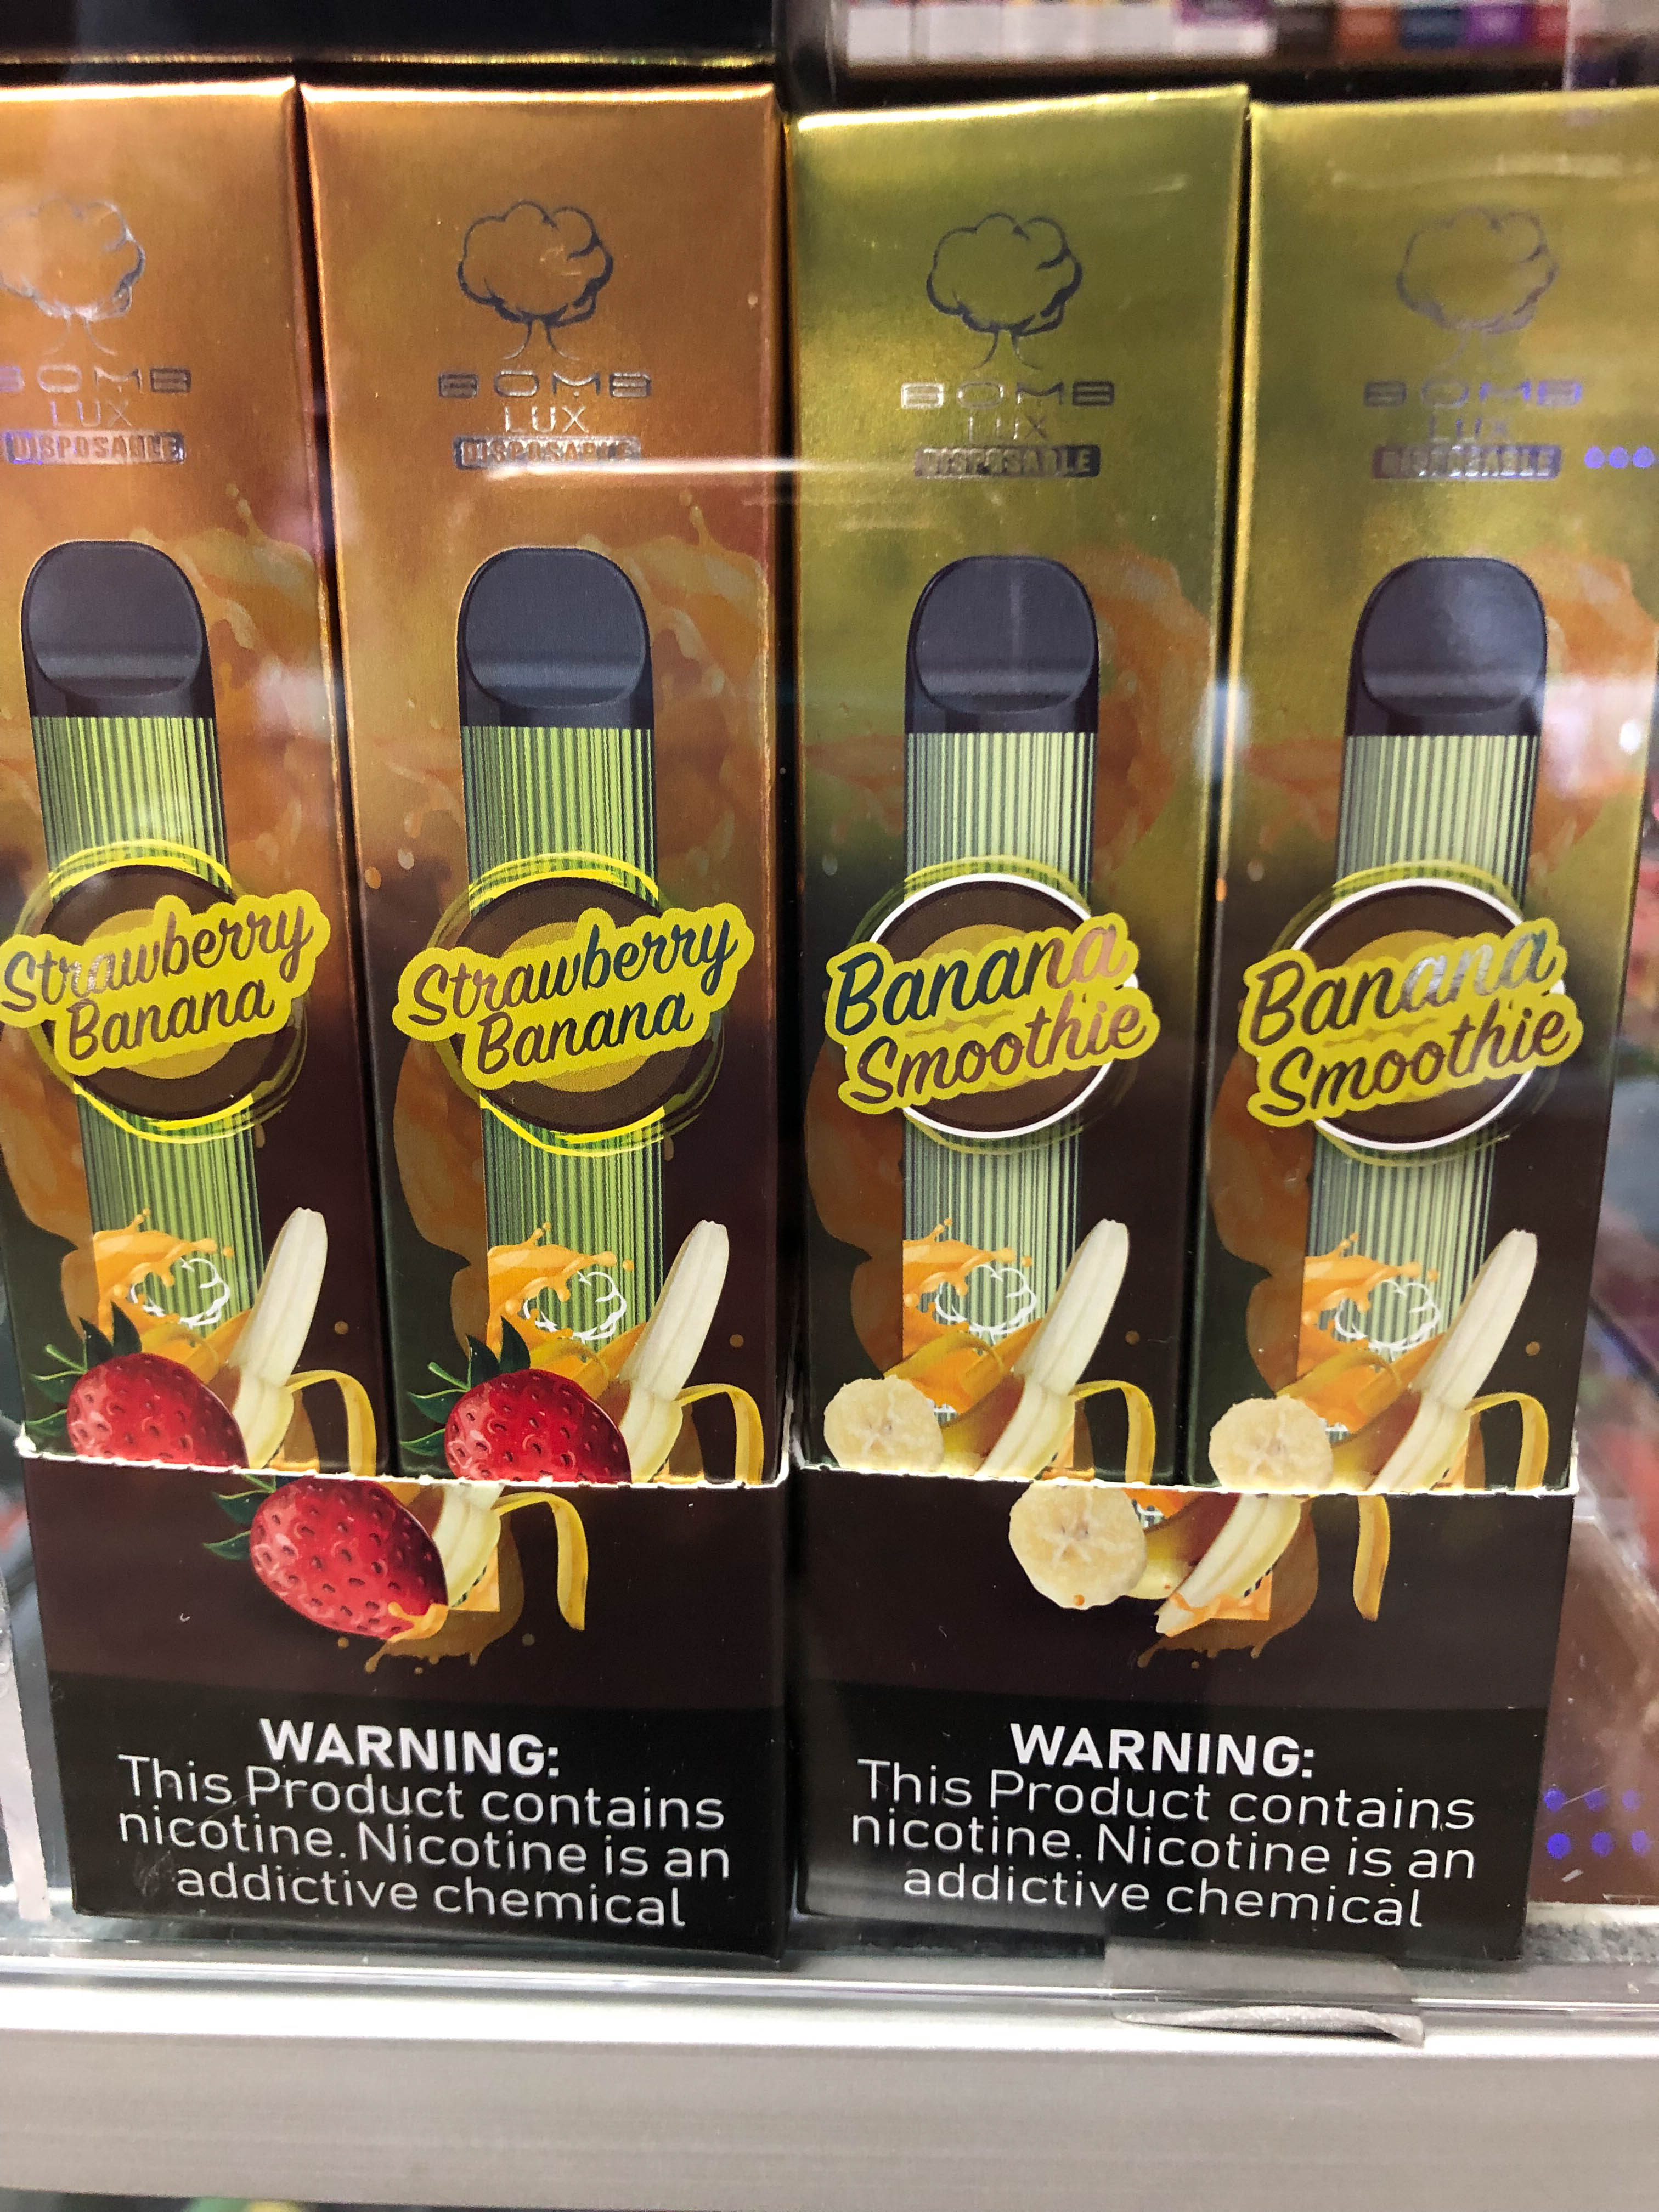 BOMB
LUX
DISPOSABLE
Strawberry
Banana
BOMB
LUX
DISPOSABLE
Strawberry
Banana
BOMB
LUX
DISPOSABLE
Banana
Smoothie
BOMB
LUX
DISPOSABLE
Banana
Smoothie
WARNING:
This Product contains
nicotine. Nicotine is an
addictive chemical
WARNING:
This Product contains
nicotine. Nicotine is an
addictive chemical